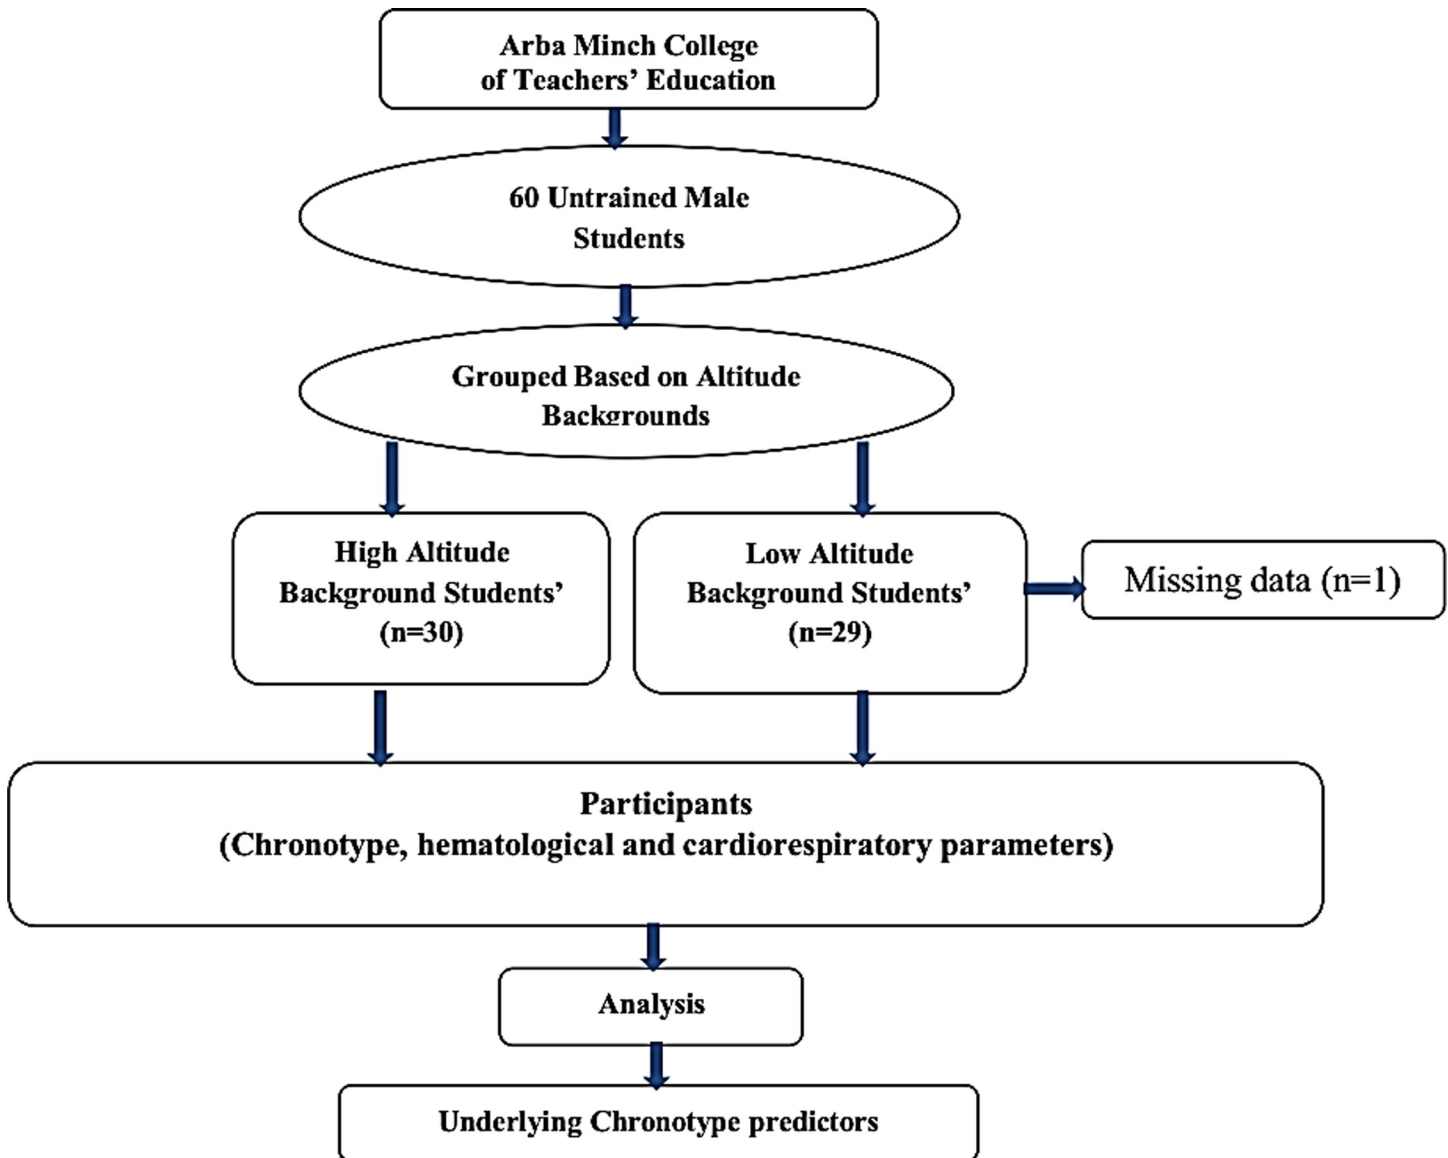 Arba Minch College
of Teachers’ Education
60 Untrained Male
Students
Grouped Based on Altitude
Backgrounds
High Altitude
Background Students’
(n=30)
Low Altitude
Background Students’
(n=29)
Missing data (n=1)
Participants
(Chronotype, hematological and cardiorespiratory parameters)
Analysis
Underlying Chronotype predictors